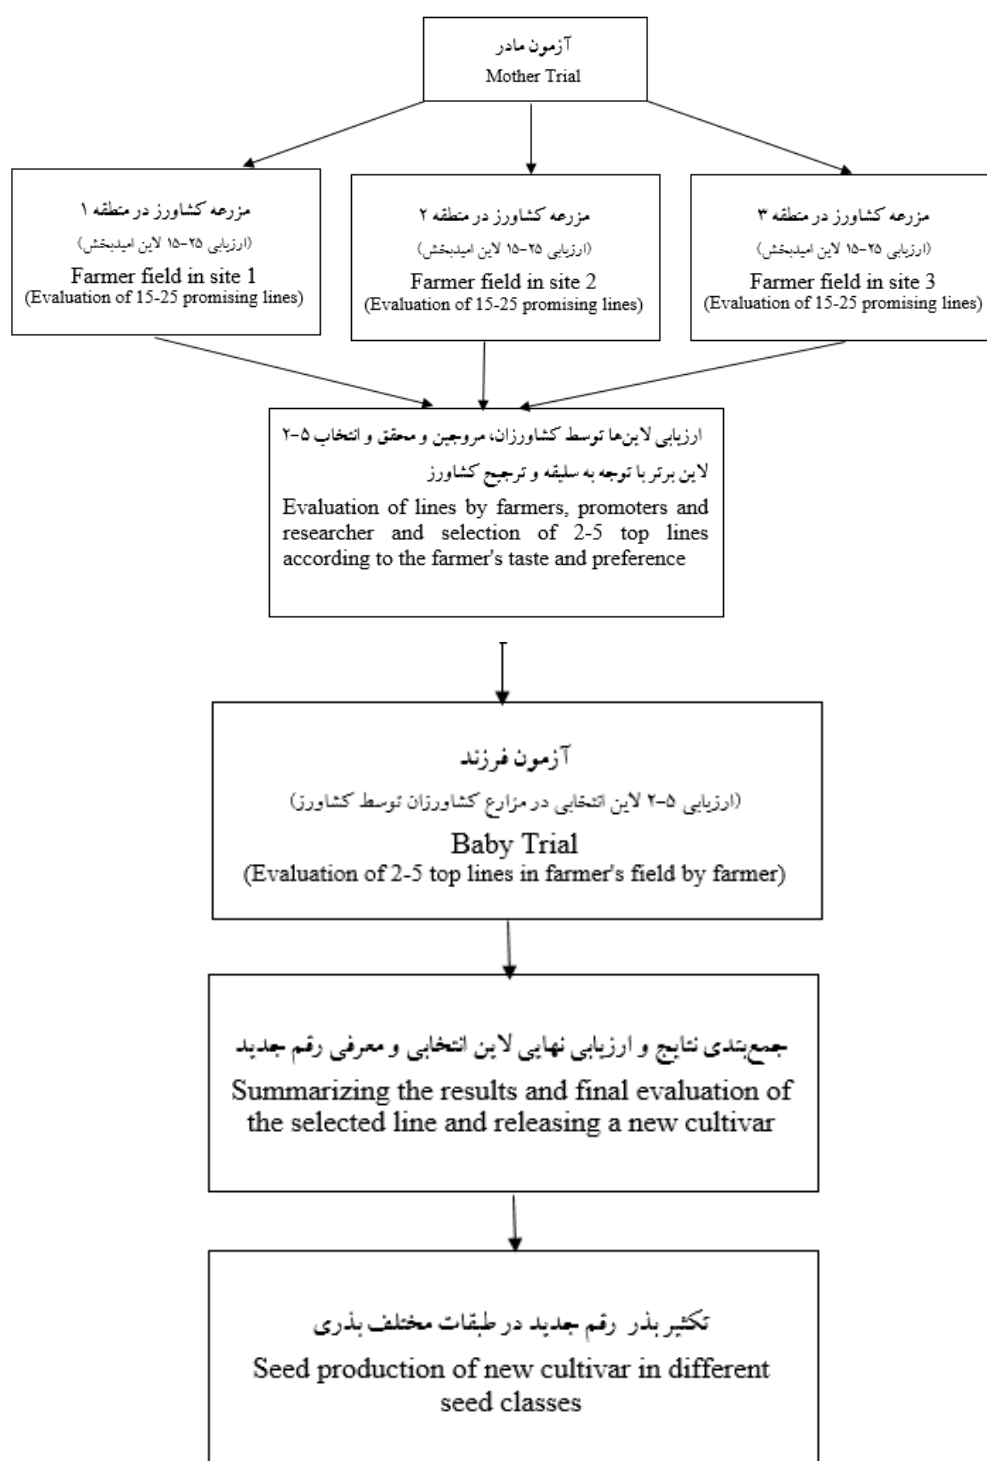 آزمون مادر
Mother Trial
مزرعه کشاورز در منطقه ۱
(ارزیابی ۲۵-۱۵ لاین امیدبخش)
Farmer field in site 1
(Evaluation of 15-25 promising lines)
مزرعه کشاورز در منطقه ۲
(ارزیابی ۲۵-۱۵ لاین امیدبخش)
Farmer field in site 2
(Evaluation of 15-25 promising lines)
مزرعه کشاورز در منطقه ۳
(ارزیابی ۲۵-۱۵ لاین امیدبخش)
Farmer field in site 3
(Evaluation of 15-25 promising lines)
ارزیابی لاین‌ها توسط کشاورزان، مروجین و محقق و انتخاب ۵-۲
لاین برتر با توجه به سلیقه و ترجیح کشاورز
Evaluation of lines by farmers, promoters and
researcher and selection of 2-5 top lines
according to the farmer's taste and preference
آزمون فرزند
(ارزیابی ۵-۲ لاین انتخابی در مزارع کشاورزان توسط کشاورز)
Baby Trial
(Evaluation of 2-5 top lines in farmer's field by farmer)
جمع‌بندی نتایج و ارزیابی نهایی لاین انتخابی و معرفی رقم جدید
Summarizing the results and final evaluation of
the selected line and releasing a new cultivar
تکثیر بذر رقم جدید در طبقات مختلف بذری
Seed production of new cultivar in different
seed classes